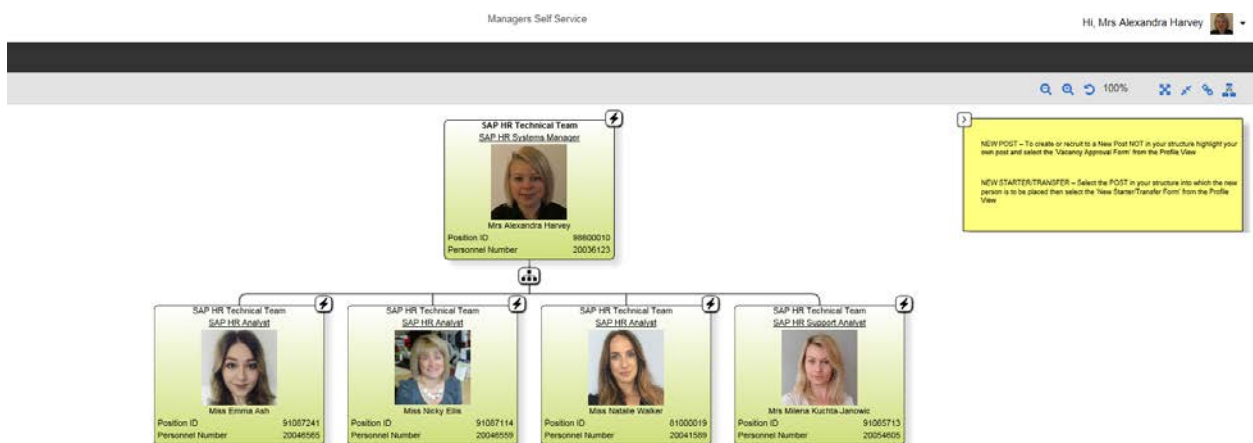 Managers Self Service
Hi, Mrs Alexandra Harvey
100%
SAP HR Technical Team
SAP HR Systems Manager
Mrs Alexandra Harvey
Position ID 98600010
Personnel Number 20036123
NEW POST – To create or recruit to a New Post NOT in your structure highlight your
own post and select the 'Vacancy Approval Form' from the Profile View
NEW STARTER/TRANSFER – Select the POST in your structure into which the new
person is to be placed then select the 'New Starter/Transfer Form' from the Profile
View
SAP HR Technical Team
SAP HR Analyst
Miss Emma Ash
Position ID 91087241
Personnel Number 20046565
SAP HR Technical Team
SAP HR Analyst
Miss Nicky Ellis
Position ID 91087114
Personnel Number 20046559
SAP HR Technical Team
SAP HR Analyst
Miss Natalie Walker
Position ID 81000019
Personnel Number 20041589
SAP HR Technical Team
SAP HR Support Analyst
Mrs Milena Kuchta-Janowic
Position ID 91085713
Personnel Number 20054605